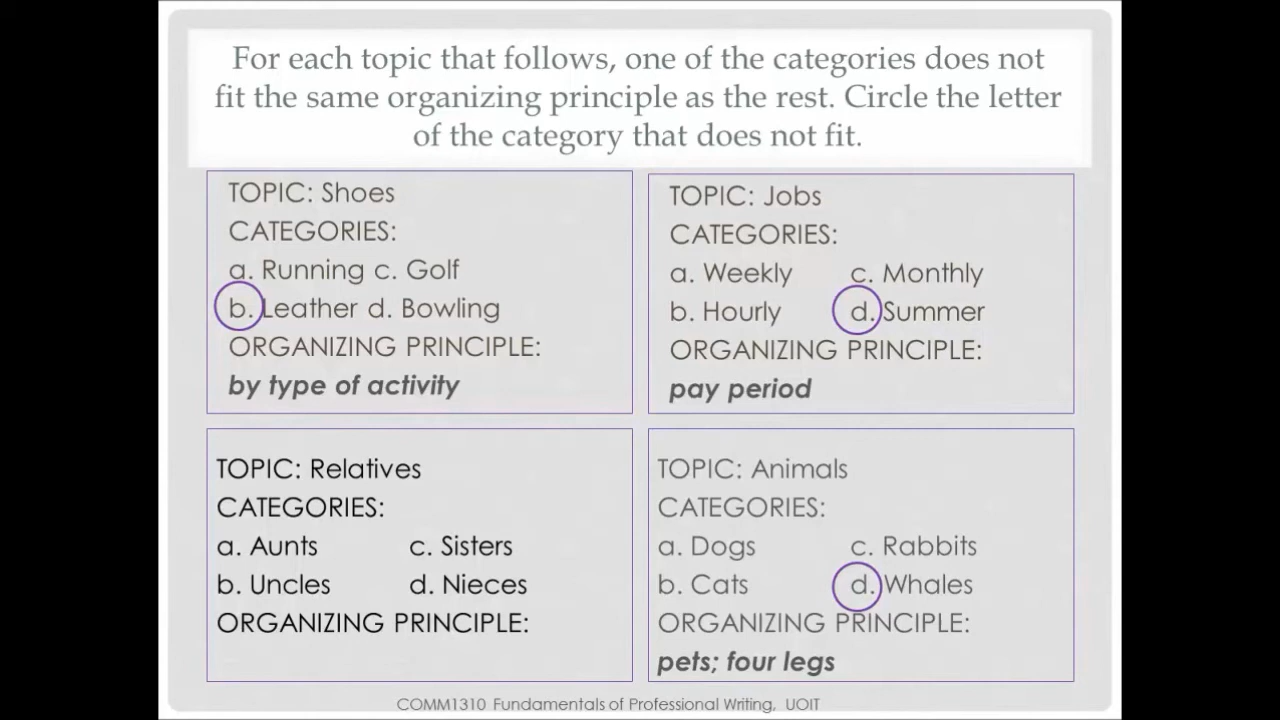 For each topic that follows, one of the categories does not
fit the same organizing principle as the rest. Circle the letter
of the category that does not fit.
TOPIC: Shoes
CATEGORIES:
a. Running c. Golf
b. Leather d. Bowling
ORGANIZING PRINCIPLE:
by type of activity
TOPIC: Jobs
CATEGORIES:
a. Weekly c. Monthly
b. Hourly d. Summer
ORGANIZING PRINCIPLE:
pay period
TOPIC: Relatives
CATEGORIES:
a. Aunts c. Sisters
b. Uncles d. Nieces
ORGANIZING PRINCIPLE:
TOPIC: Animals
CATEGORIES:
a. Dogs c. Rabbits
b. Cats d. Whales
ORGANIZING PRINCIPLE:
pets; four legs
COMM1310 Fundamentals of Professional Writing, UOIT